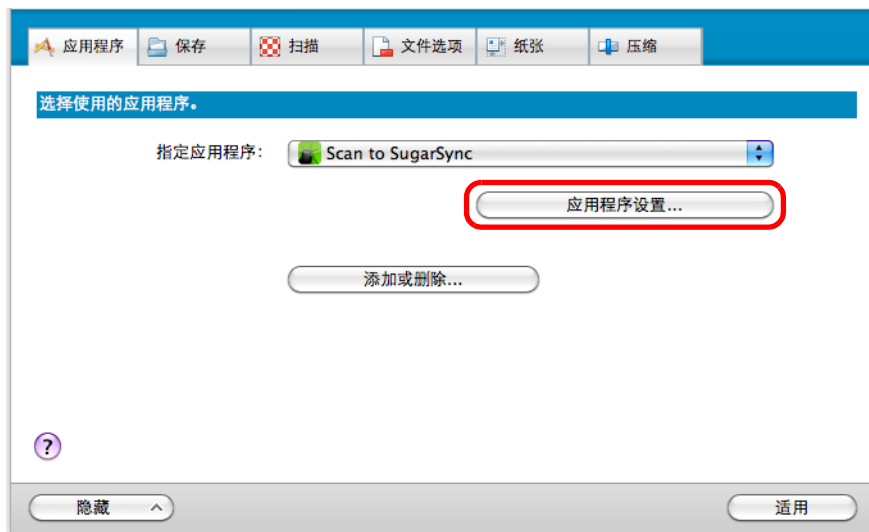 应用程序 保存 扫描 文件选项 纸张 压缩
选择使用的应用程序。
指定应用程序: Scan to SugarSync
应用程序设置...
添加或删除...
?
隐藏 适用